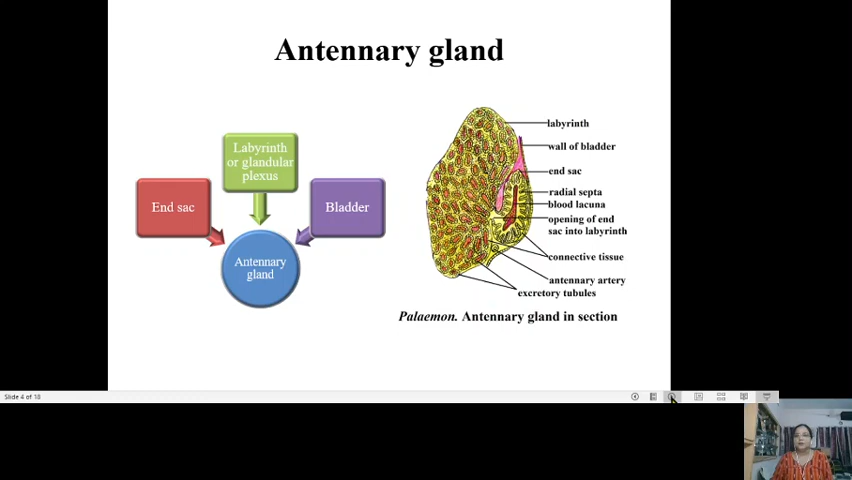 Antennary gland
Labyrinth
or glandular
plexus
End sac
Bladder
Antennary
gland
labyrinth
wall of bladder
end sac
radial septa
blood lacuna
opening of end
sac into labyrinth
connective tissue
antennary artery
excretory tubules
Palaemon. Antennary gland in section
Slide 4 of 18